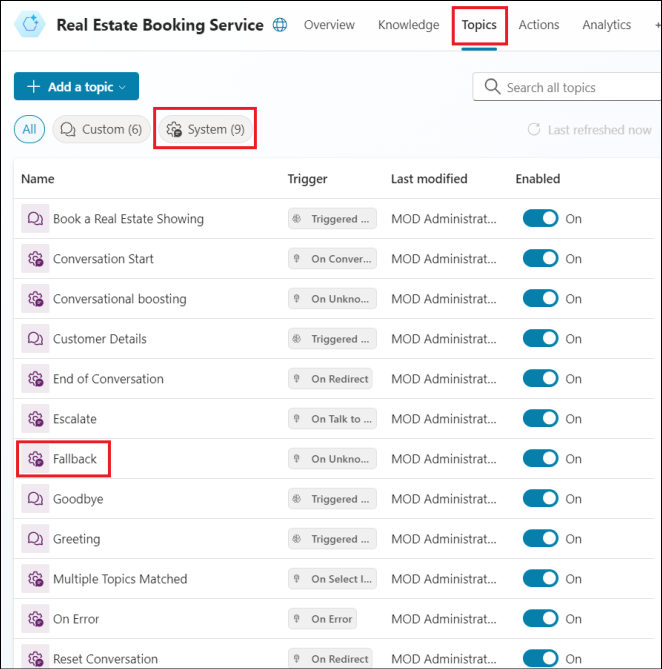 Real Estate Booking Service Overview Knowledge Topics Actions Analytics +
+ Add a topic Search all topics
All Custom (6) System (9) Last refreshed now
Name Trigger Last modified Enabled
Book a Real Estate Showing Triggered ... MOD Administrat... On
Conversation Start On Conver... MOD Administrat... On
Conversational boosting On Unkno... MOD Administrat... On
Customer Details Triggered ... MOD Administrat... On
End of Conversation On Redirect MOD Administrat... On
Escalate On Talk to ... MOD Administrat... On
Fallback On Unkno... MOD Administrat... On
Goodbye Triggered ... MOD Administrat... On
Greeting Triggered ... MOD Administrat... On
Multiple Topics Matched On Select I... MOD Administrat... On
On Error On Error MOD Administrat... On
Reset Conversation On Redirect MOD Administrat... On